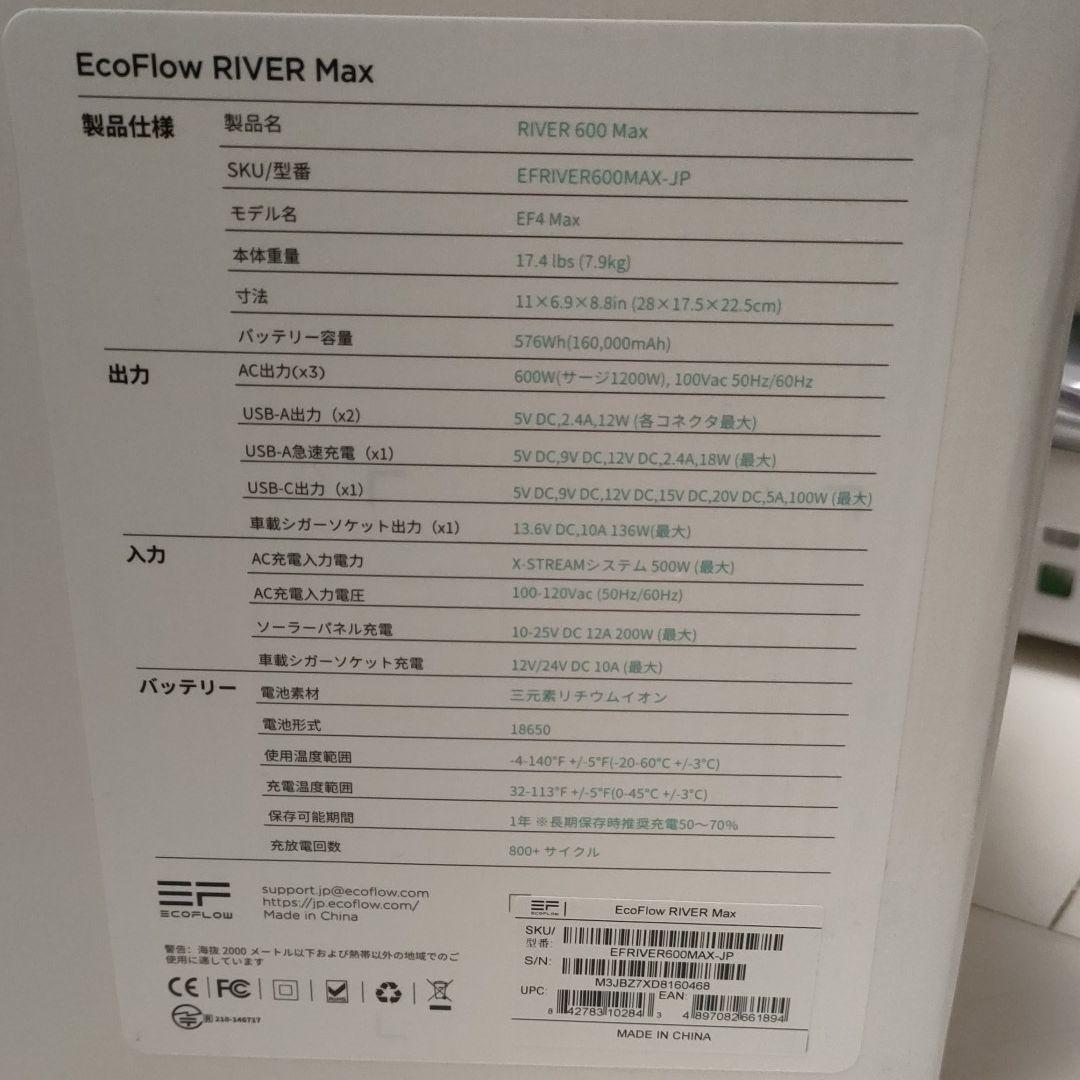 EcoFlow RIVER Max
製品仕様 製品名 RIVER 600 Max
SKU/型番 EFRIVER600MAX-JP
モデル名 EF4 Max
本体重量 17.4 lbs (7.9kg)
寸法 11×6.9×8.8in (28×17.5×22.5cm)
バッテリー容量 576Wh(160,000mAh)
出力 AC出力(x3) 600W(サージ1200W), 100Vac 50Hz/60Hz
USB-A出力（x2） 5V DC,2.4A,12W (各コネクタ最大)
USB-A急速充電（x1） 5V DC,9V DC,12V DC,2.4A,18W (最大)
USB-C出力（x1） 5V DC,9V DC,12V DC,15V DC,20V DC,5A,100W (最大)
車載シガーソケット出力（x1） 13.6V DC,10A 136W(最大)
入力 AC充電入力電力 X-STREAMシステム 500W (最大)
AC充電入力電圧 100-120Vac (50Hz/60Hz)
ソーラーパネル充電 10-25V DC 12A 200W (最大)
車載シガーソケット充電 12V/24V DC 10A (最大)
バッテリー 電池素材 三元素リチウムイオン
電池形式 18650
使用温度範囲 -4-140°F +/-5°F(-20-60°C +/-3°C)
充電温度範囲 32-113°F +/-5°F(0-45°C +/-3°C)
保存可能期間 1年 ※長期保存時推奨充電50～70%
充放電回数 800+ サイクル
ECOFLOW
support.jp@ecoflow.com
https://jp.ecoflow.com/
Made in China
警告: 海抜 2000 メートル以下および熱帯以外の地域でのご
使用に適しています
CE FC RoHS
R 210-146717
EF ECOFLOW EcoFlow RIVER Max
SKU/
型番:
EFRIVER600MAX-JP
S/N:
M3JBZ7XD8160468
UPC: 8 42783 10284 3
EAN: 4 897082 661894
MADE IN CHINA